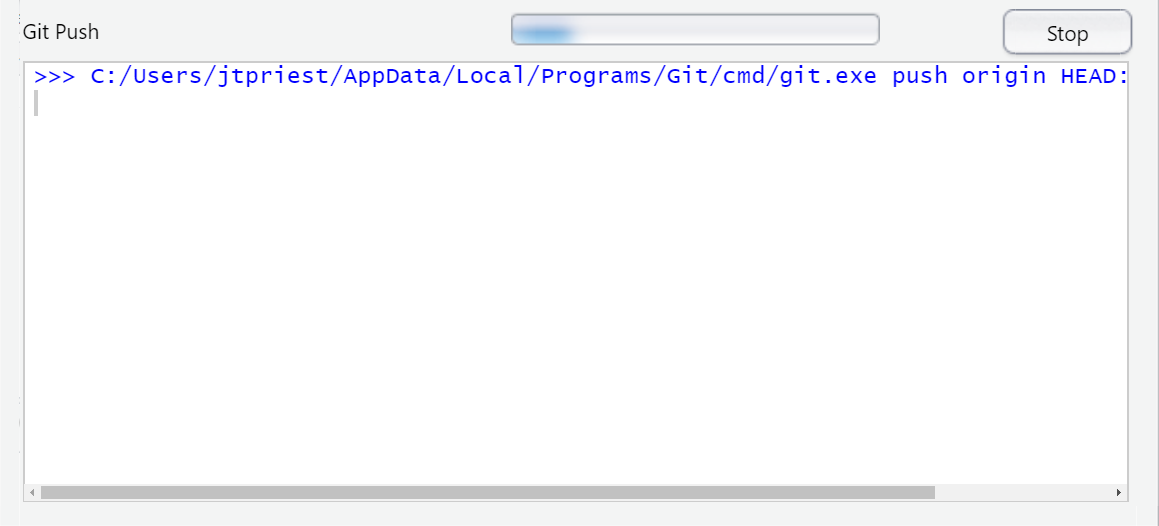 Git Push
Stop
>>> C:/Users/jtpriest/AppData/Local/Programs/Git/cmd/git.exe push origin HEAD: